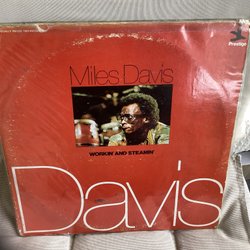 Prestige
Miles Davis
WORKIN' AND STEAMIN'
Davis